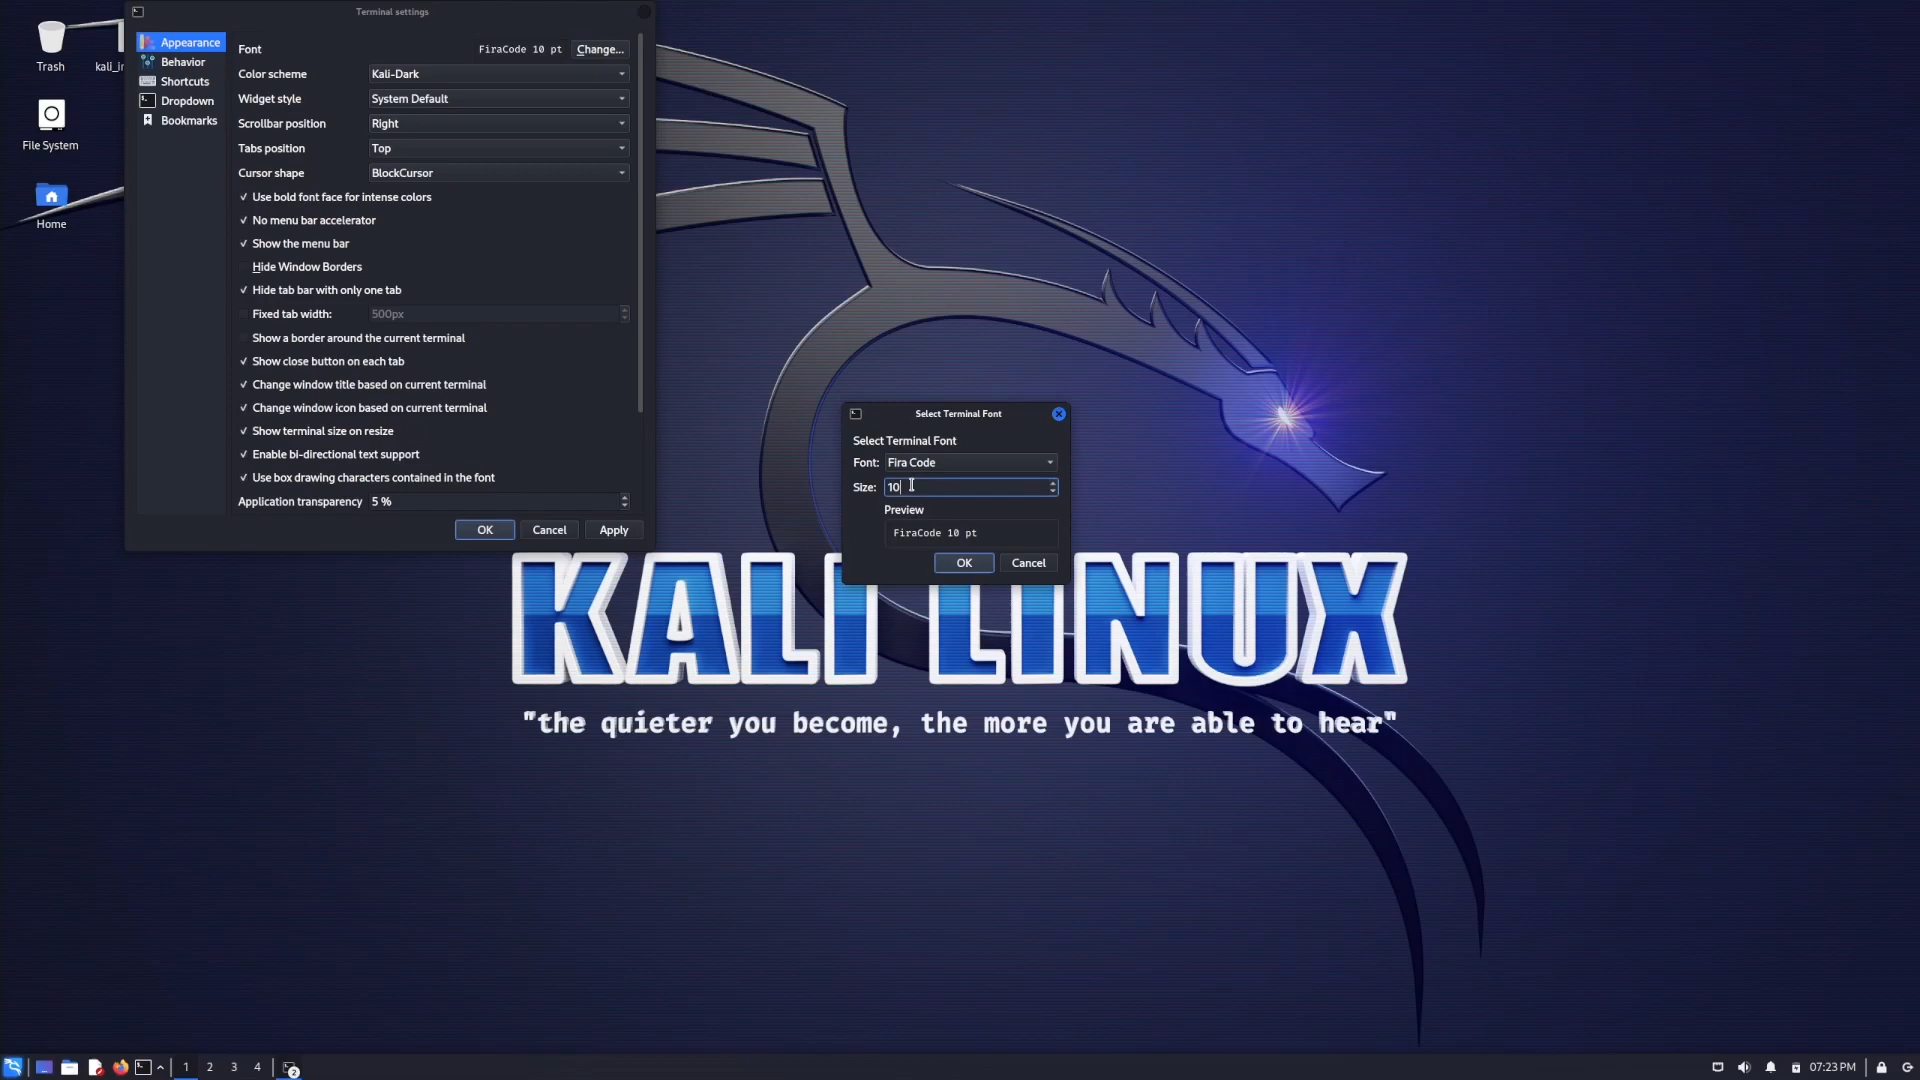 Trash
kali_in
File System
Home
Terminal settings
Appearance
Behavior
Shortcuts
Dropdown
Bookmarks
Font
FiraCode 10 pt
Change...
Color scheme
Kali-Dark
Widget style
System Default
Scrollbar position
Right
Tabs position
Top
Cursor shape
BlockCursor
Use bold font face for intense colors
No menu bar accelerator
Show the menu bar
Hide Window Borders
Hide tab bar with only one tab
Fixed tab width:
500px
Show a border around the current terminal
Show close button on each tab
Change window title based on current terminal
Change window icon based on current terminal
Show terminal size on resize
Enable bi-directional text support
Use box drawing characters contained in the font
Application transparency
5 %
OK
Cancel
Apply
Select Terminal Font
Select Terminal Font
Font:
Fira Code
Size:
10
Preview
FiraCode 10 pt
OK
Cancel
KALI LINUX
"the quieter you become, the more you are able to hear"
1
2
3
4
2
07:23 PM